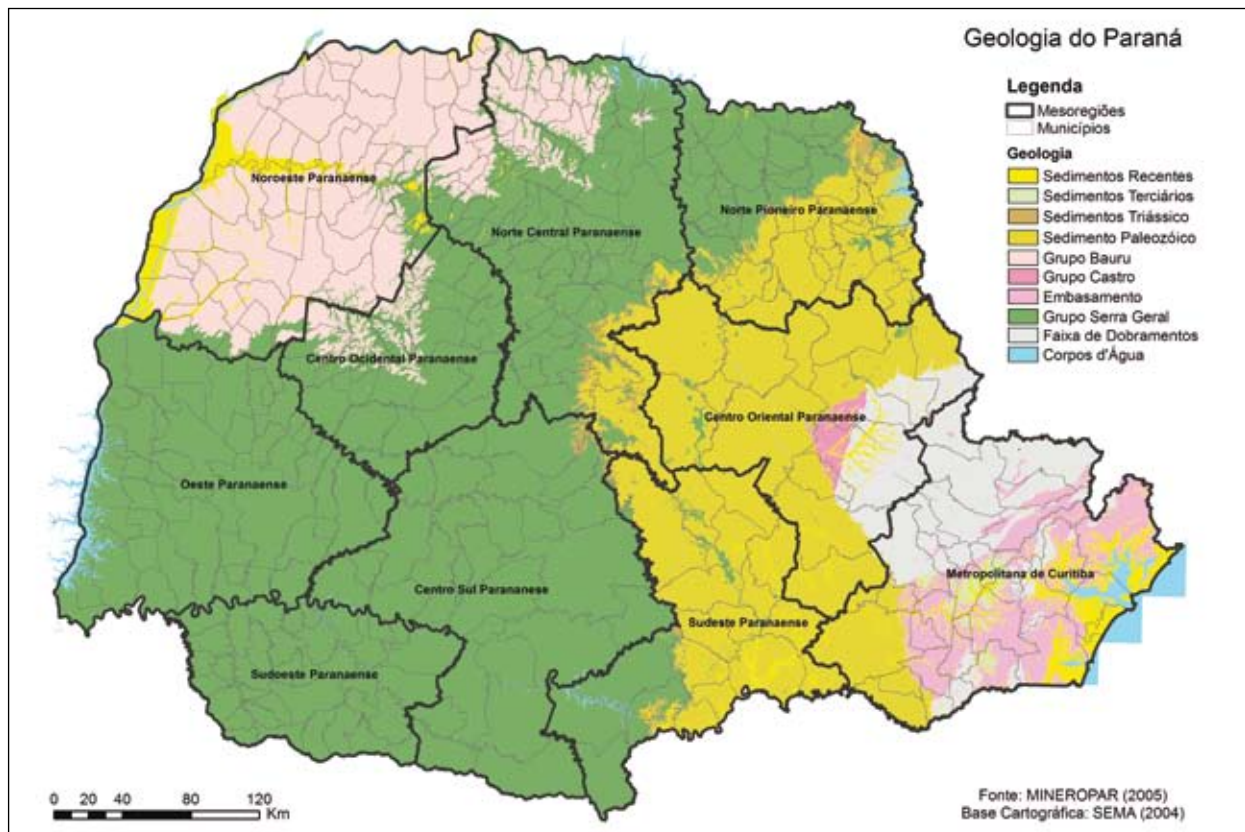 Geologia do Paraná
Legenda
Mesoregiões
Municípios
Geologia
Sedimentos Recentes
Sedimentos Terciários
Sedimentos Triássico
Sedimento Paleozóico
Grupo Bauru
Grupo Castro
Embasamento
Grupo Serra Geral
Faixa de Dobramentos
Corpos d'Água
Noroeste Paranaense
Norte Central Paranaense
Norte Pioneiro Paranaense
Centro Ocidental Paranaense
Centro Oriental Paranaense
Oeste Paranaense
Centro Sul Parananese
Metropolitana de Curitiba
Sudeste Paranaense
Sudoeste Paranaense
0 20 40 80 120
Km
Fonte: MINEROPAR (2005)
Base Cartográfica: SEMA (2004)